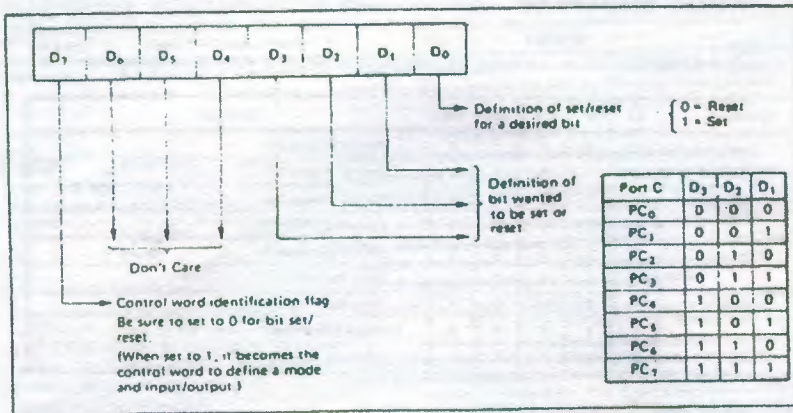 D₇ D₆ D₅ D₄ D₃ D₂ D₁ D₀
Definition of set/reset
for a desired bit
0 = Reset
1 = Set
Definition of
bit wanted
to be set or
reset
Don't Care
Control word identification flag
Be sure to set to 0 for bit set/
reset.
(When set to 1, it becomes the
control word to define a mode
and input/output.)
Port C D₃ D₂ D₁
PC₀ 0 0 0
PC₁ 0 0 1
PC₂ 0 1 0
PC₃ 0 1 1
PC₄ 1 0 0
PC₅ 1 0 1
PC₆ 1 1 0
PC₇ 1 1 1